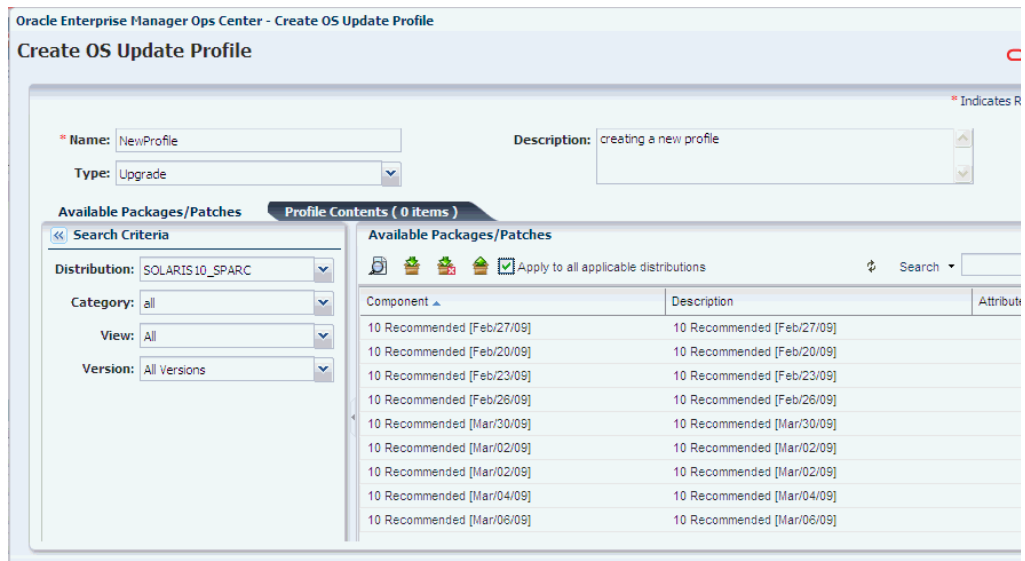 Oracle Enterprise Manager Ops Center - Create OS Update Profile
Create OS Update Profile
* Indicates R
* Name: NewProfile
Description: creating a new profile
Type: Upgrade
Available Packages/Patches
Profile Contents ( 0 items )
Search Criteria
Distribution: SOLARIS10_SPARC
Category: all
View: All
Version: All Versions
Available Packages/Patches
Apply to all applicable distributions
Search
Component Description Attribute
10 Recommended [Feb/27/09] 10 Recommended [Feb/27/09]
10 Recommended [Feb/20/09] 10 Recommended [Feb/20/09]
10 Recommended [Feb/23/09] 10 Recommended [Feb/23/09]
10 Recommended [Feb/26/09] 10 Recommended [Feb/26/09]
10 Recommended [Mar/30/09] 10 Recommended [Mar/30/09]
10 Recommended [Mar/02/09] 10 Recommended [Mar/02/09]
10 Recommended [Mar/02/09] 10 Recommended [Mar/02/09]
10 Recommended [Mar/04/09] 10 Recommended [Mar/04/09]
10 Recommended [Mar/06/09] 10 Recommended [Mar/06/09]